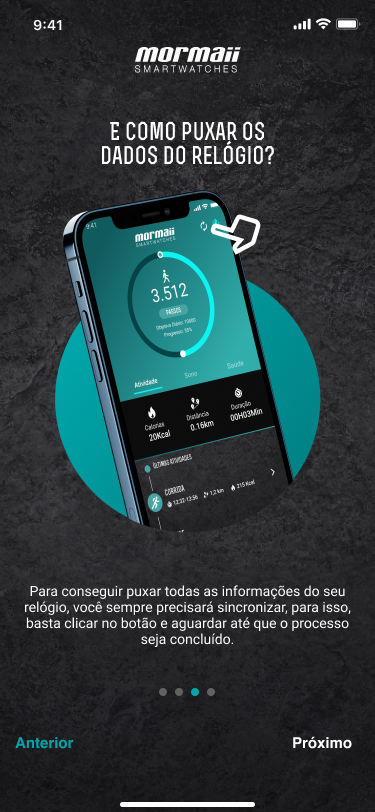 9:41
mormaii
SMARTWATCHES
E COMO PUXAR OS
DADOS DO RELÓGIO?
9:41
mormaii
SMARTWATCHES
3.512
PASSOS
Objetivo Diário: 10000
Progresso: 35%
Atividade Sono Saúde
Calorias Distância Duração
20Kcal 0.16km 00H03Min
ÚLTIMAS ATIVIDADES
CORRIDA
12:32-13:56 1,2 km 215 Kcal
Para conseguir puxar todas as informações do seu
relógio, você sempre precisará sincronizar, para isso,
basta clicar no botão e aguardar até que o processo
seja concluído.
Anterior Próximo